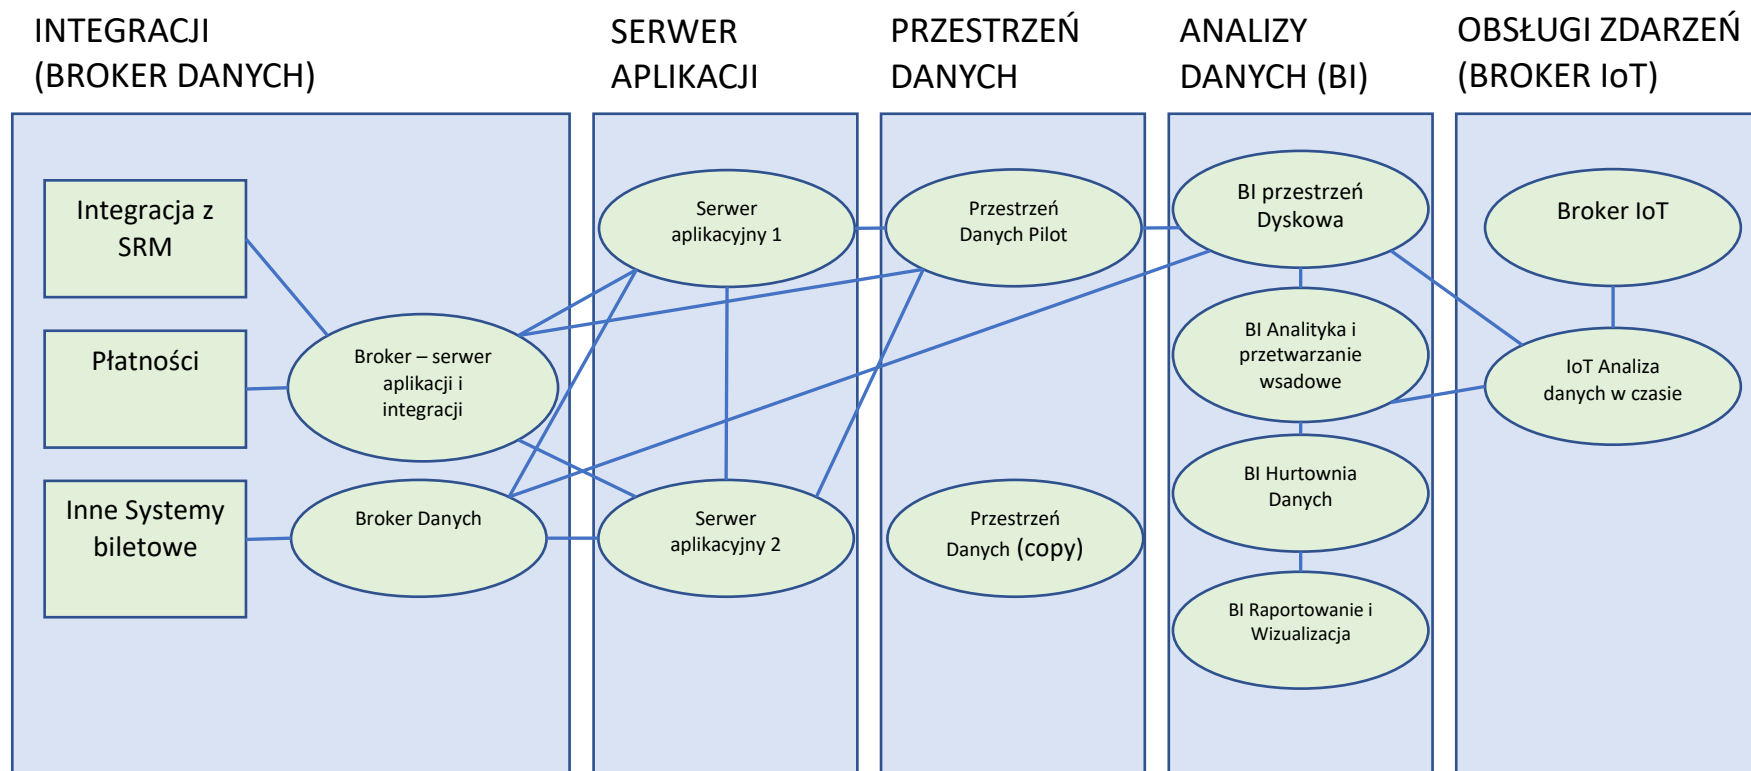 INTEGRACJI
(BROKER DANYCH)
SERWER
APLIKACJI
PRZESTRZEŃ
DANYCH
ANALIZY
DANYCH (BI)
OBSŁUGI ZDARZEŃ
(BROKER IoT)
Integracja z
SRM
Płatności
Inne Systemy
biletowe
Broker – serwer
aplikacji i
integracji
Broker Danych
Serwer
aplikacyjny 1
Serwer
aplikacyjny 2
Przestrzeń
Danych Pilot
Przestrzeń
Danych (copy)
BI przestrzeń
Dyskowa
BI Analityka i
przetwarzanie
wsadowe
BI Hurtownia
Danych
BI Raportowanie i
Wizualizacja
Broker IoT
IoT Analiza
danych w czasie